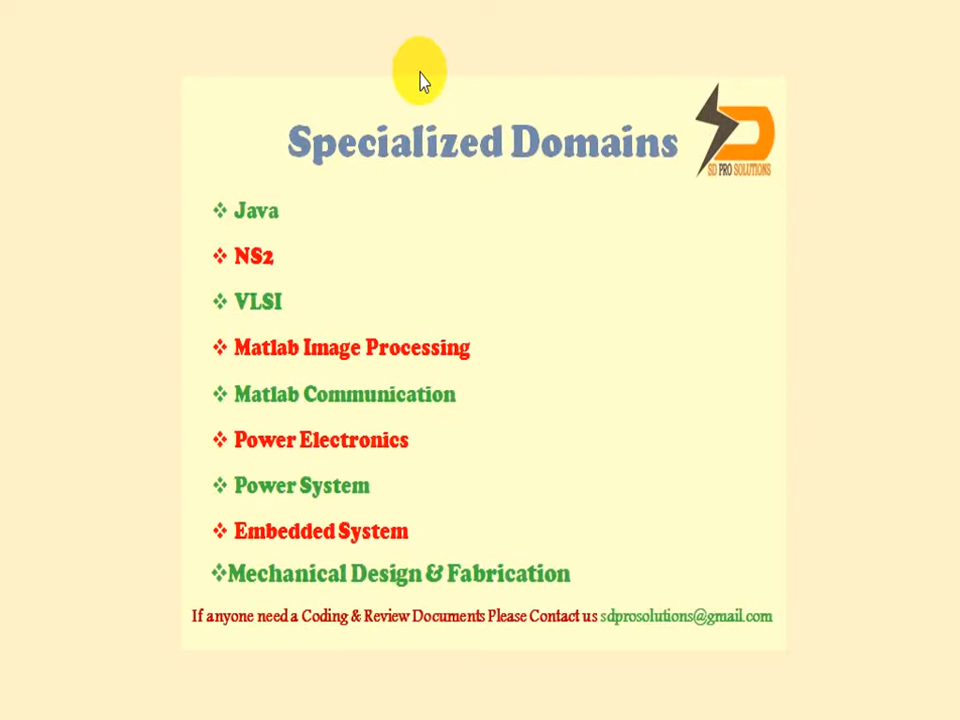 Specialized Domains
SD PRO SOLUTIONS
❖ Java
❖ NS2
❖ VLSI
❖ Matlab Image Processing
❖ Matlab Communication
❖ Power Electronics
❖ Power System
❖ Embedded System
❖Mechanical Design & Fabrication
If anyone need a Coding & Review Documents Please Contact us sdprosolutions@gmail.com